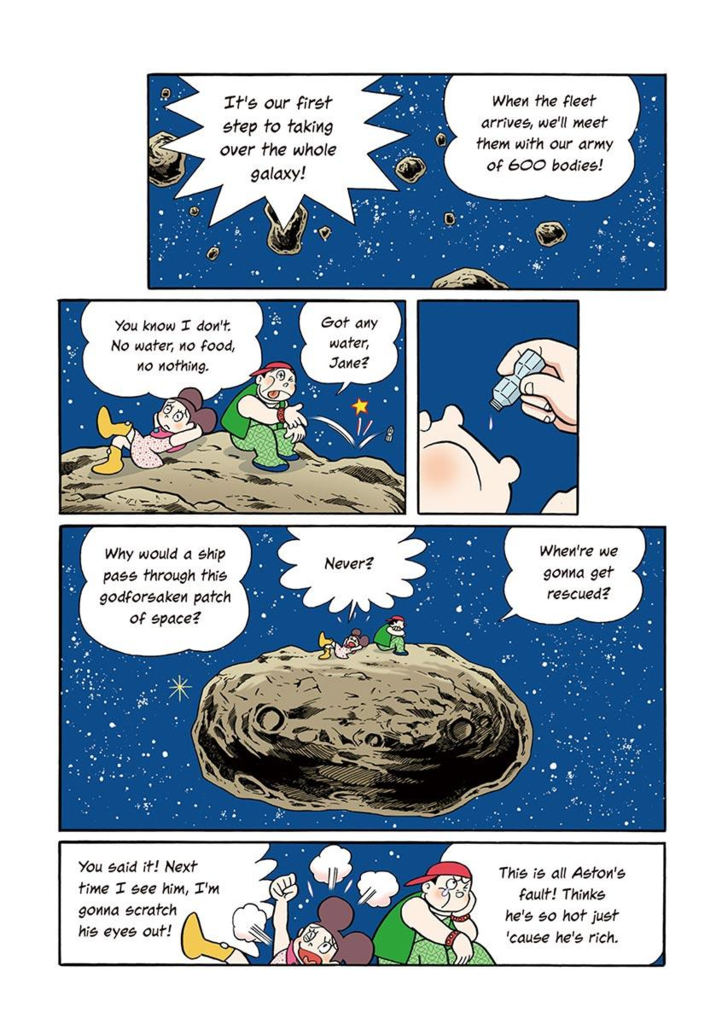 When the fleet
arrives, we'll meet
them with our army
of 600 bodies!
It's our first
step to taking
over the whole
galaxy!
Got any
water,
Jane?
You know I don't.
No water, no food,
no nothing.
When're we
gonna get
rescued?
Never?
Why would a ship
pass through this
godforsaken patch
of space?
This is all Aston's
fault! Thinks
he's so hot just
'cause he's rich.
You said it! Next
time I see him, I'm
gonna scratch
his eyes out!